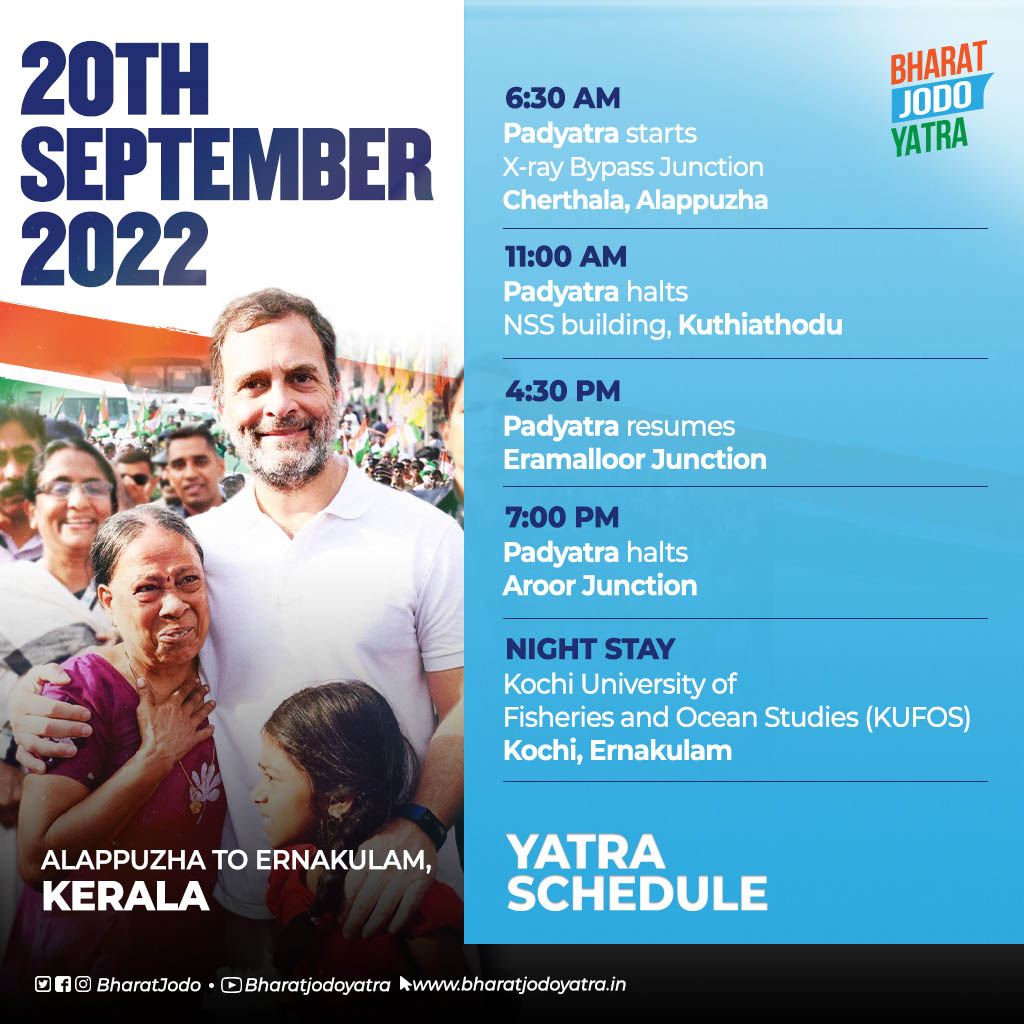 20TH
SEPTEMBER
2022
BHARAT
JODO
YATRA
6:30 AM
Padyatra starts
X-ray Bypass Junction
Cherthala, Alappuzha
11:00 AM
Padyatra halts
NSS building, Kuthiathodu
4:30 PM
Padyatra resumes
Eramalloor Junction
7:00 PM
Padyatra halts
Aroor Junction
NIGHT STAY
Kochi University of
Fisheries and Ocean Studies (KUFOS)
Kochi, Ernakulam
YATRA
SCHEDULE
ALAPPUZHA TO ERNAKULAM,
KERALA
BharatJodo • Bharatjodoyatra www.bharatjodoyatra.in